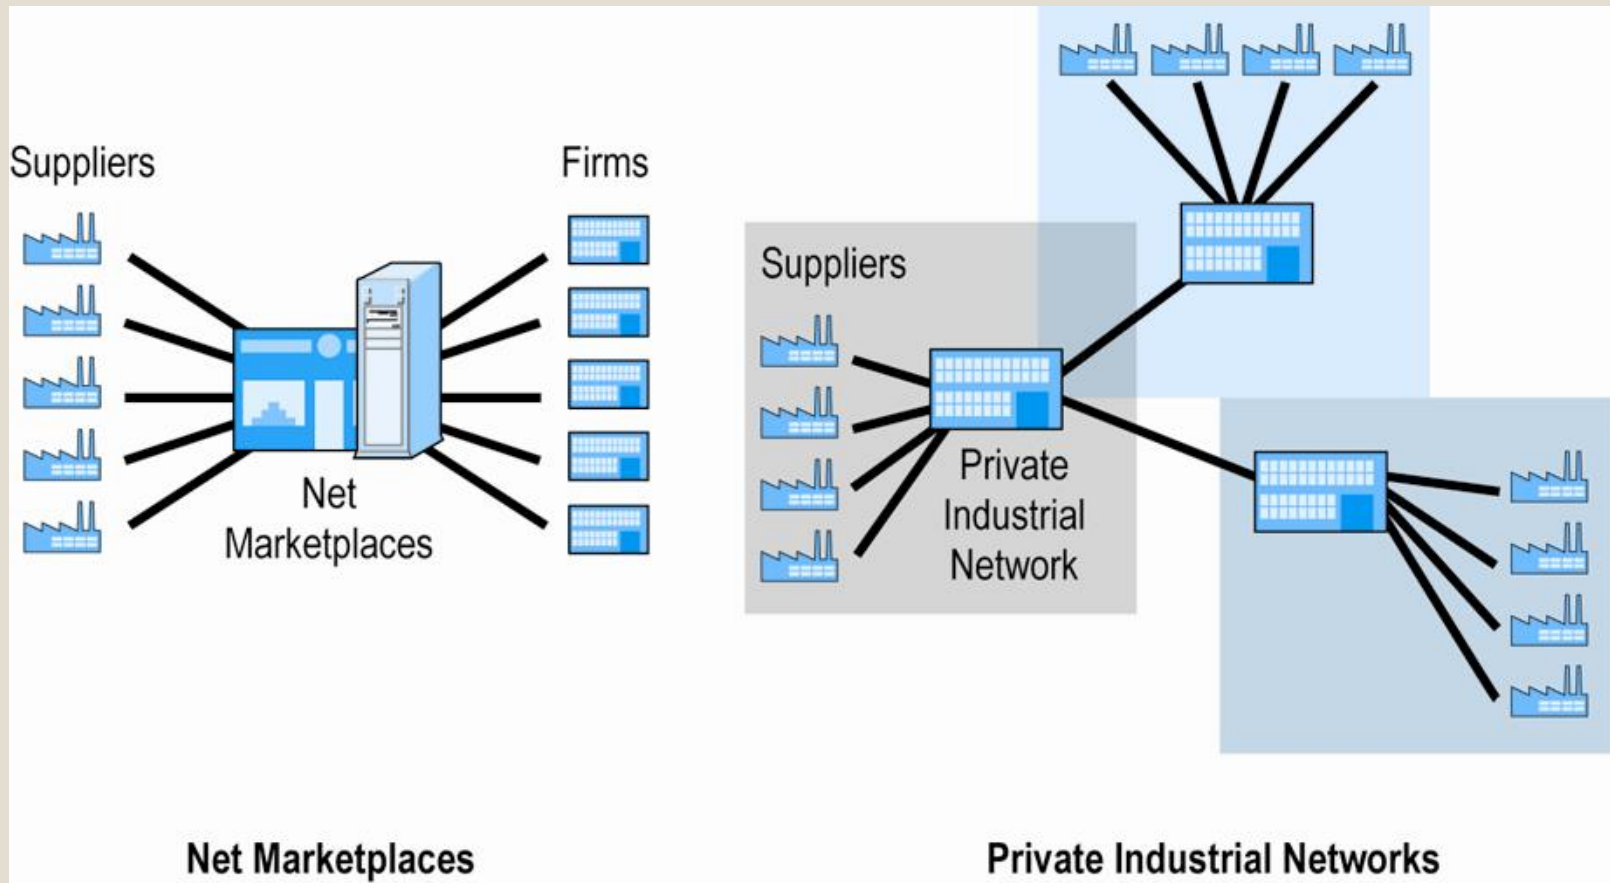 Suppliers
Firms
Net
Marketplaces
Suppliers
Private
Industrial
Network
Net Marketplaces
Private Industrial Networks